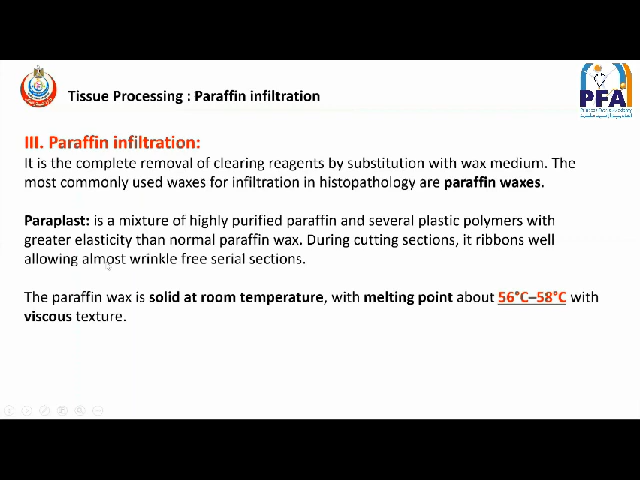 Tissue Processing : Paraffin infiltration
PFA
III. Paraffin infiltration:
It is the complete removal of clearing reagents by substitution with wax medium. The
most commonly used waxes for infiltration in histopathology are paraffin waxes.
Paraplast: is a mixture of highly purified paraffin and several plastic polymers with
greater elasticity than normal paraffin wax. During cutting sections, it ribbons well
allowing almost wrinkle free serial sections.
The paraffin wax is solid at room temperature, with melting point about 56°C–58°C with
viscous texture.